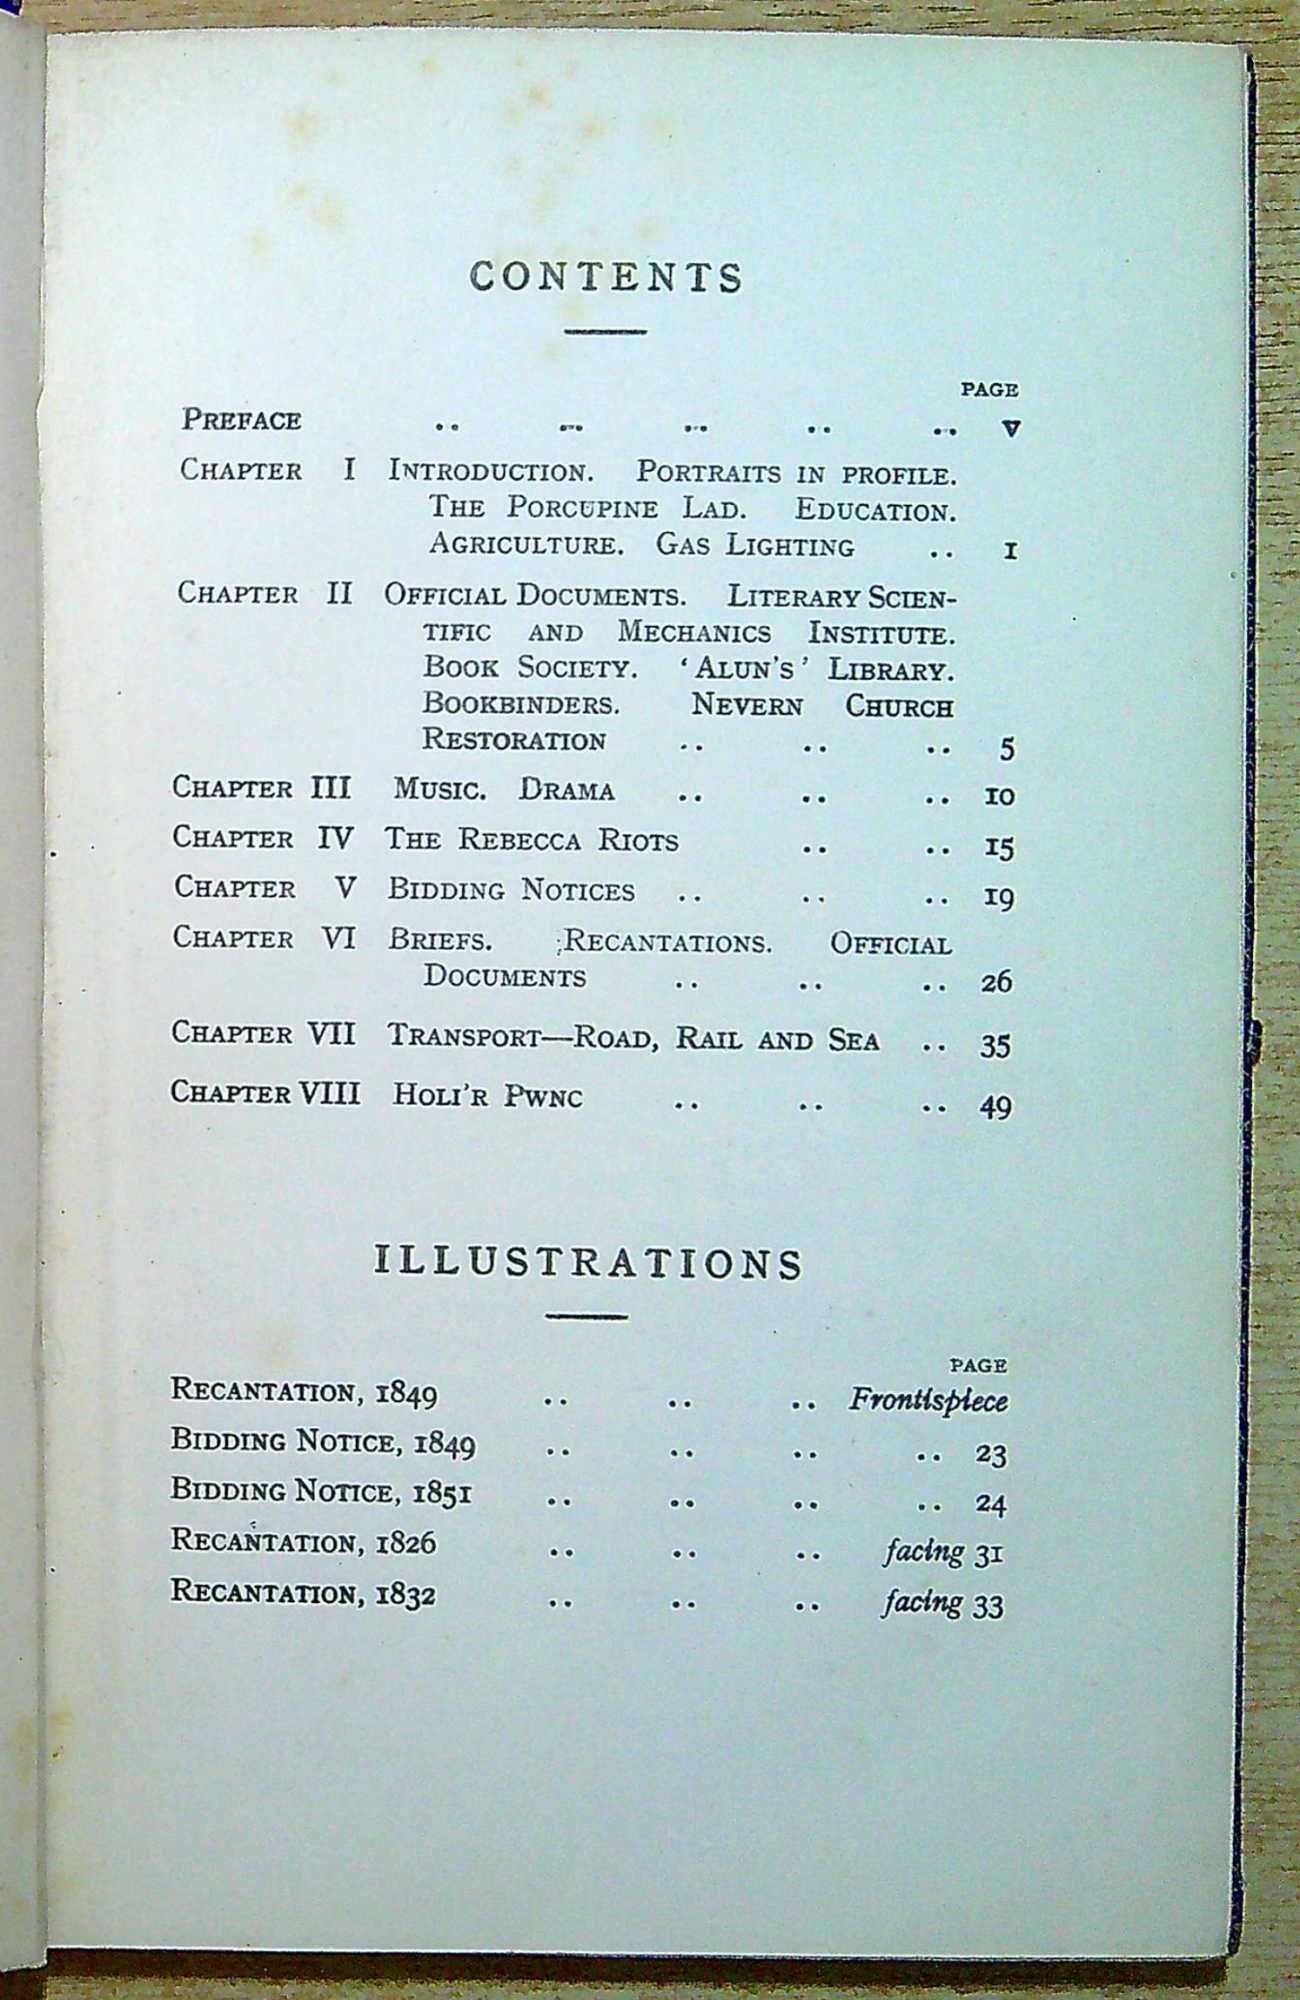 CONTENTS
PAGE
PREFACE .. .. .. .. .. V
CHAPTER I INTRODUCTION. PORTRAITS IN PROFILE.
THE PORCUPINE LAD. EDUCATION.
AGRICULTURE. GAS LIGHTING .. 1
CHAPTER II OFFICIAL DOCUMENTS. LITERARY SCIEN-
TIFIC AND MECHANICS INSTITUTE.
BOOK SOCIETY. 'ALUN'S' LIBRARY.
BOOKBINDERS. NEVERN CHURCH
RESTORATION .. .. .. 5
CHAPTER III MUSIC. DRAMA .. .. .. 10
CHAPTER IV THE REBECCA RIOTS .. .. 15
CHAPTER V BIDDING NOTICES .. .. .. 19
CHAPTER VI BRIEFS. RECANTATIONS. OFFICIAL
DOCUMENTS .. .. .. 26
CHAPTER VII TRANSPORT—ROAD, RAIL AND SEA .. 35
CHAPTER VIII HOLI'R PWNC .. .. .. 49
ILLUSTRATIONS
PAGE
RECANTATION, 1849 .. .. .. Frontispiece
BIDDING NOTICE, 1849 .. .. .. .. 23
BIDDING NOTICE, 1851 .. .. .. .. 24
RECANTATION, 1826 .. .. .. facing 31
RECANTATION, 1832 .. .. .. facing 33